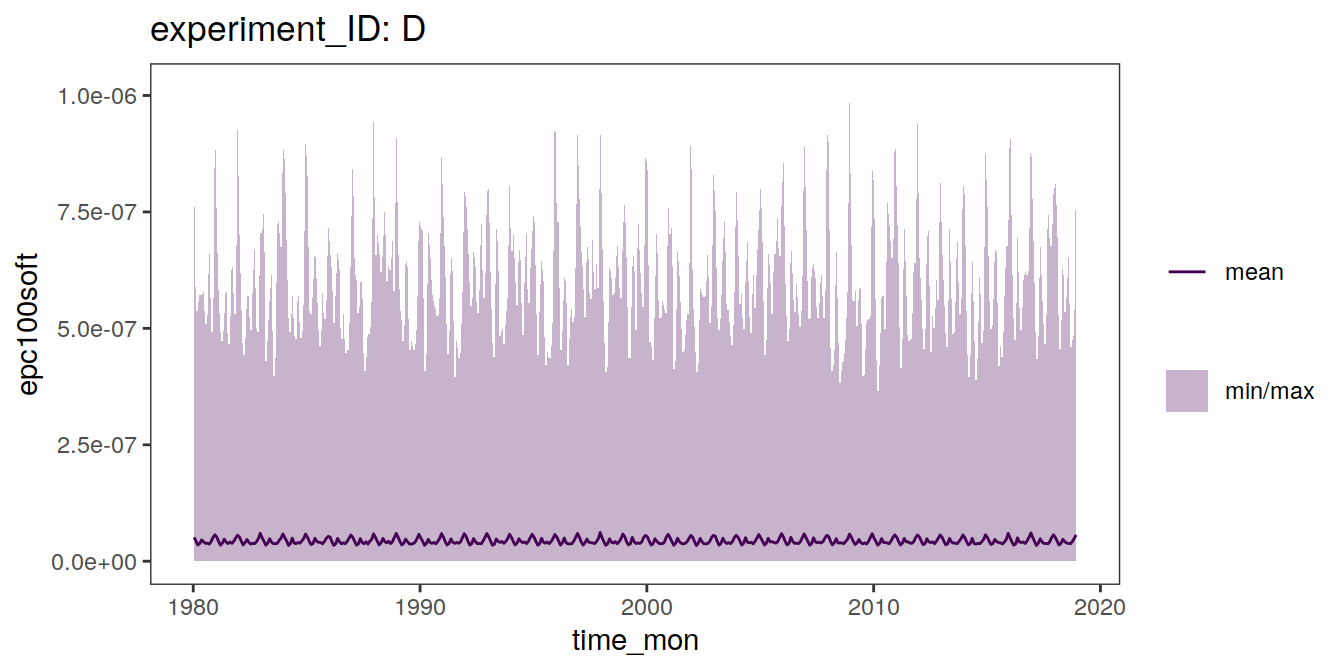 experiment_ID: D
1.0e-06
7.5e-07
5.0e-07
2.5e-07
0.0e+00
epc100soft
1980 1990 2000 2010 2020
time_mon
mean
min/max